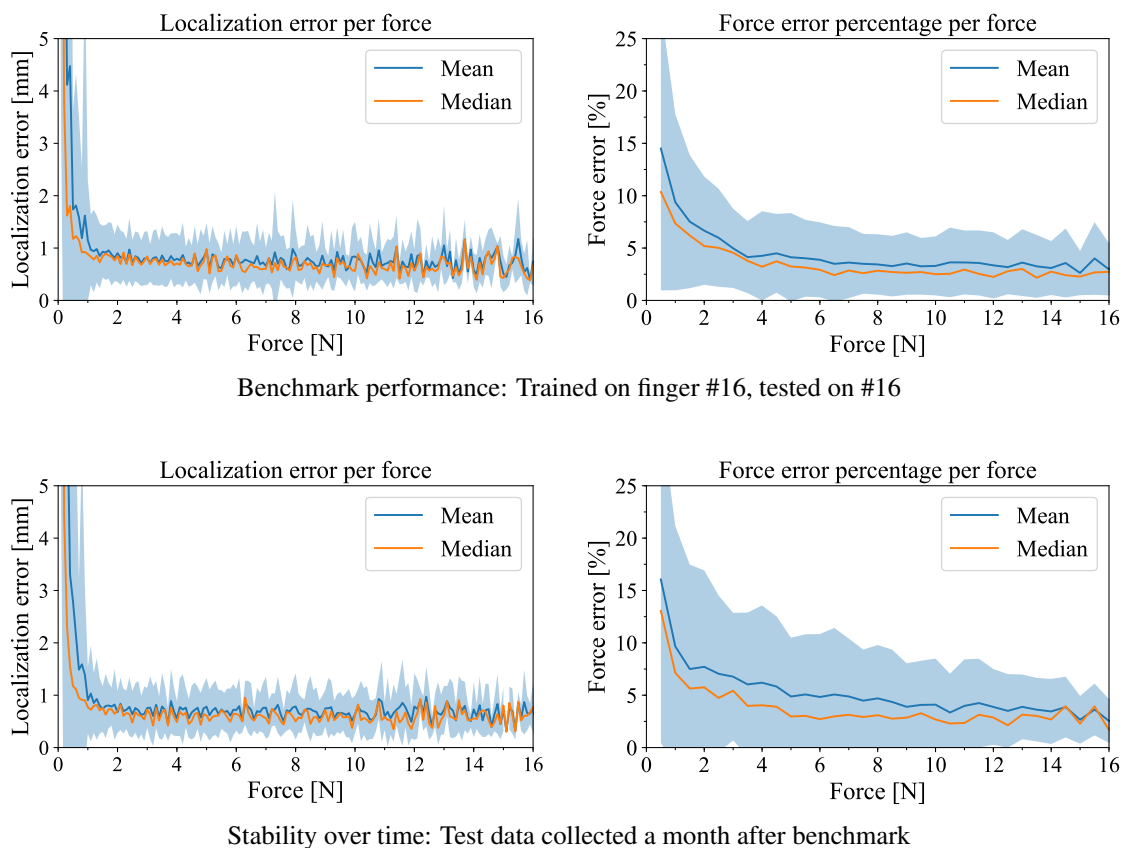 Localization error per force
Localization error [mm]
5
4
3
2
1
0
Mean
Median
0 2 4 6 8 10 12 14 16
Force [N]
Force error percentage per force
Force error [%]
25
20
15
10
5
0
Mean
Median
0 2 4 6 8 10 12 14 16
Force [N]
Benchmark performance: Trained on finger #16, tested on #16
Localization error per force
Localization error [mm]
5
4
3
2
1
0
Mean
Median
0 2 4 6 8 10 12 14 16
Force [N]
Force error percentage per force
Force error [%]
25
20
15
10
5
0
Mean
Median
0 2 4 6 8 10 12 14 16
Force [N]
Stability over time: Test data collected a month after benchmark